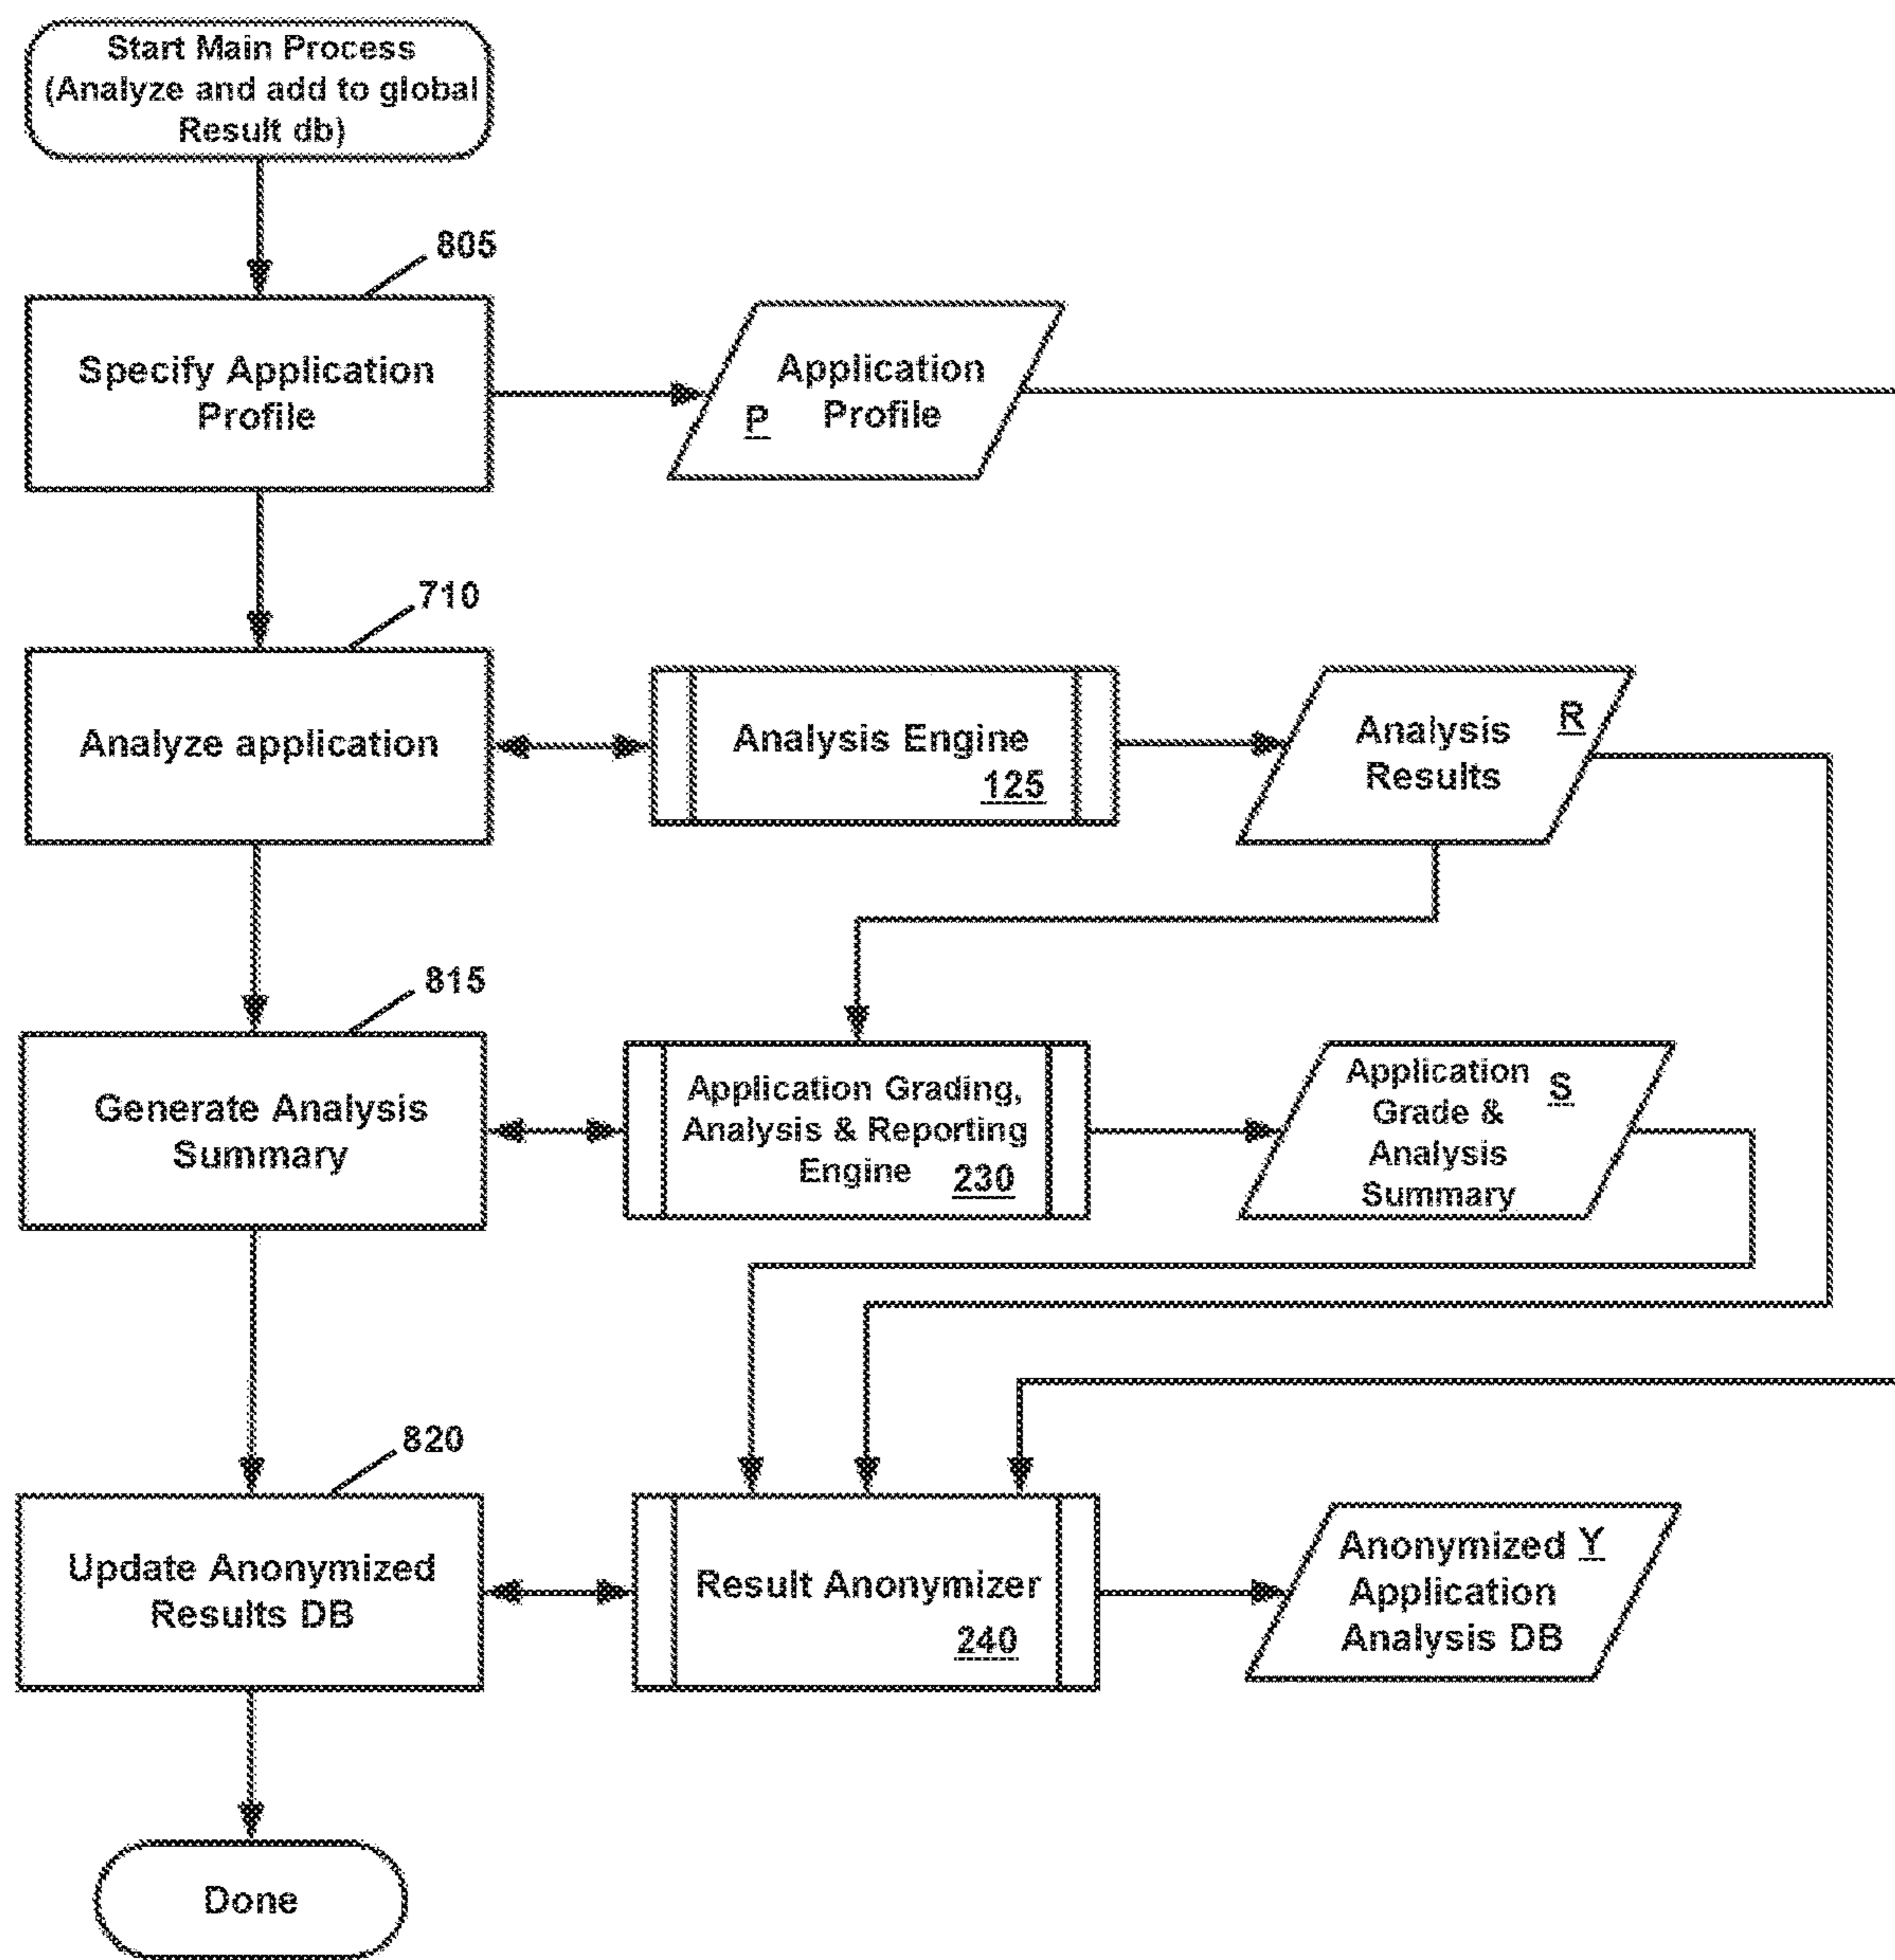 Start Main Process
(Analyze and add to global
Result db)
805
Specify Application
Profile
Application
Profile
P
710
Analyze application
Analysis Engine
125
Analysis
Results
R
815
Generate Analysis
Summary
Application Grading,
Analysis & Reporting
Engine 230
Application S
Grade &
Analysis
Summary
820
Update Anonymized
Results DB
Result Anonymizer
240
Anonymized Y
Application
Analysis DB
Done